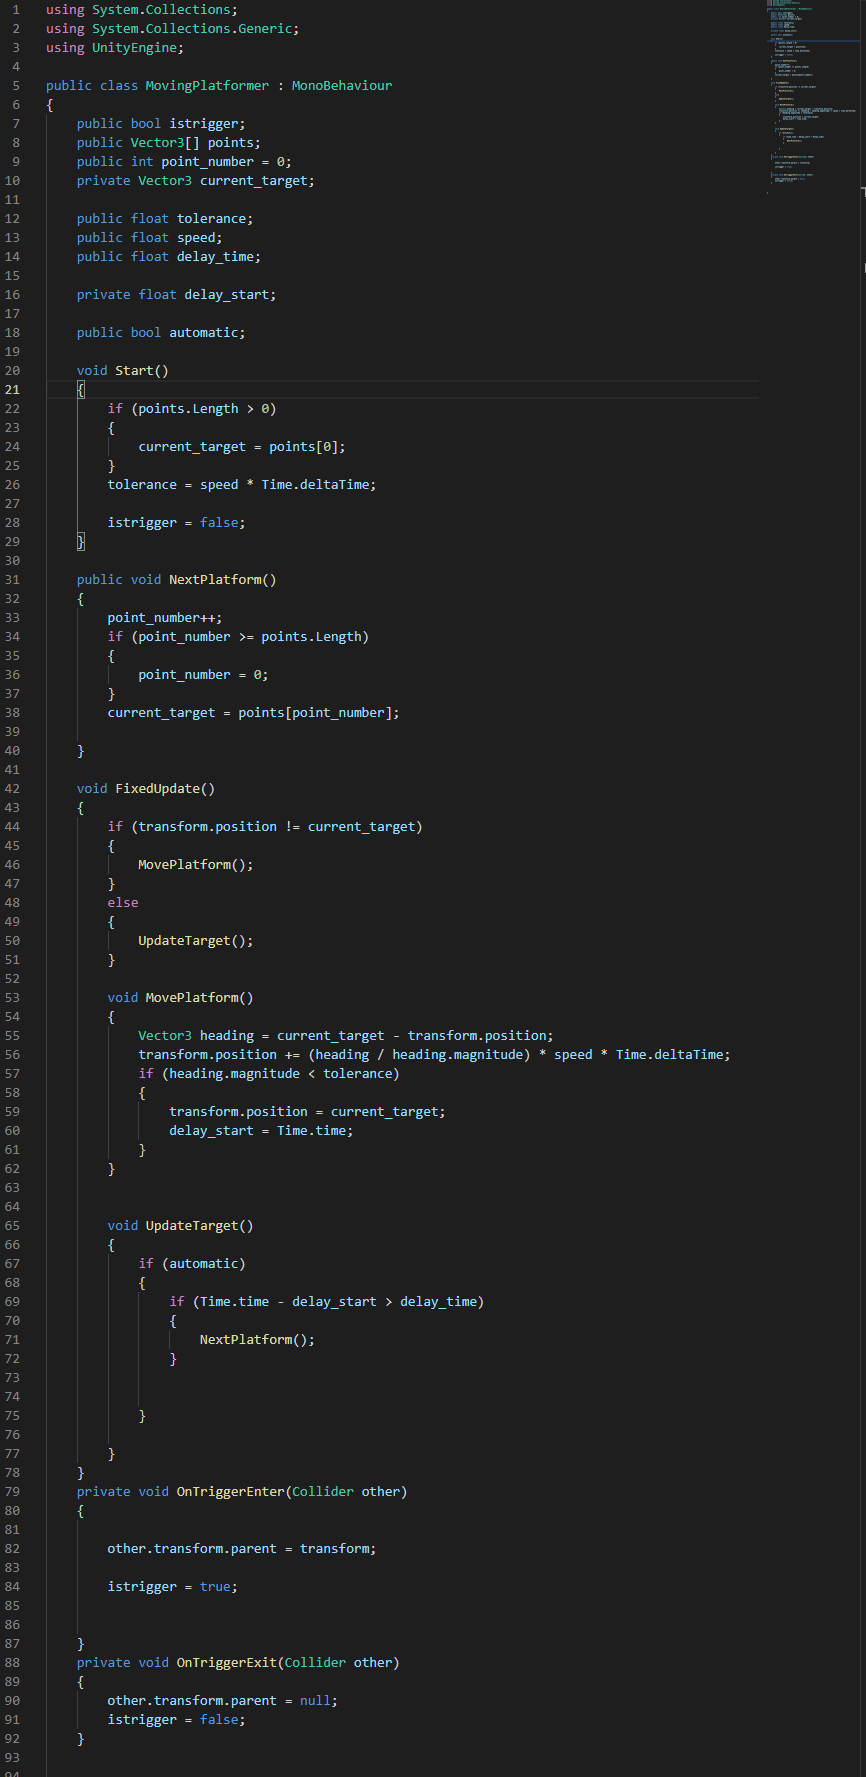 1 using System.Collections;
2 using System.Collections.Generic;
3 using UnityEngine;
4
5 public class MovingPlatformer : MonoBehaviour
6 {
7 public bool istrigger;
8 public Vector3[] points;
9 public int point_number = 0;
10 private Vector3 current_target;
11
12 public float tolerance;
13 public float speed;
14 public float delay_time;
15
16 private float delay_start;
17
18 public bool automatic;
19
20 void Start()
21 {
22 if (points.Length > 0)
23 {
24 current_target = points[0];
25 }
26 tolerance = speed * Time.deltaTime;
27
28 istrigger = false;
29 }
30
31 public void NextPlatform()
32 {
33 point_number++;
34 if (point_number >= points.Length)
35 {
36 point_number = 0;
37 }
38 current_target = points[point_number];
39
40 }
41
42 void FixedUpdate()
43 {
44 if (transform.position != current_target)
45 {
46 MovePlatform();
47 }
48 else
49 {
50 UpdateTarget();
51 }
52
53 void MovePlatform()
54 {
55 Vector3 heading = current_target - transform.position;
56 transform.position += (heading / heading.magnitude) * speed * Time.deltaTime;
57 if (heading.magnitude < tolerance)
58 {
59 transform.position = current_target;
60 delay_start = Time.time;
61 }
62 }
63
64
65 void UpdateTarget()
66 {
67 if (automatic)
68 {
69 if (Time.time - delay_start > delay_time)
70 {
71 NextPlatform();
72 }
73
74
75 }
76
77 }
78 }
79 private void OnTriggerEnter(Collider other)
80 {
81
82 other.transform.parent = transform;
83
84 istrigger = true;
85
86
87 }
88 private void OnTriggerExit(Collider other)
89 {
90 other.transform.parent = null;
91 istrigger = false;
92 }
93
94